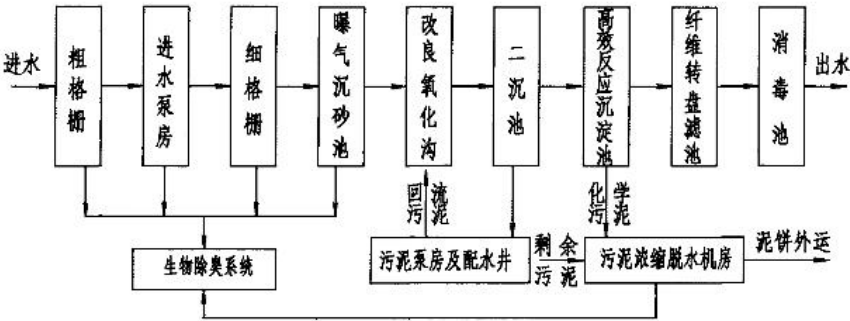 进水
粗格栅
进水泵房
细格栅
曝气沉砂池
改良氧化沟
二沉池
高效反应沉淀池
纤维转盘滤池
消毒池
出水
回流
污泥
化学
污泥
生物除臭系统
污泥泵房及配水井
剩余
污泥
污泥浓缩脱水机房
泥饼外运